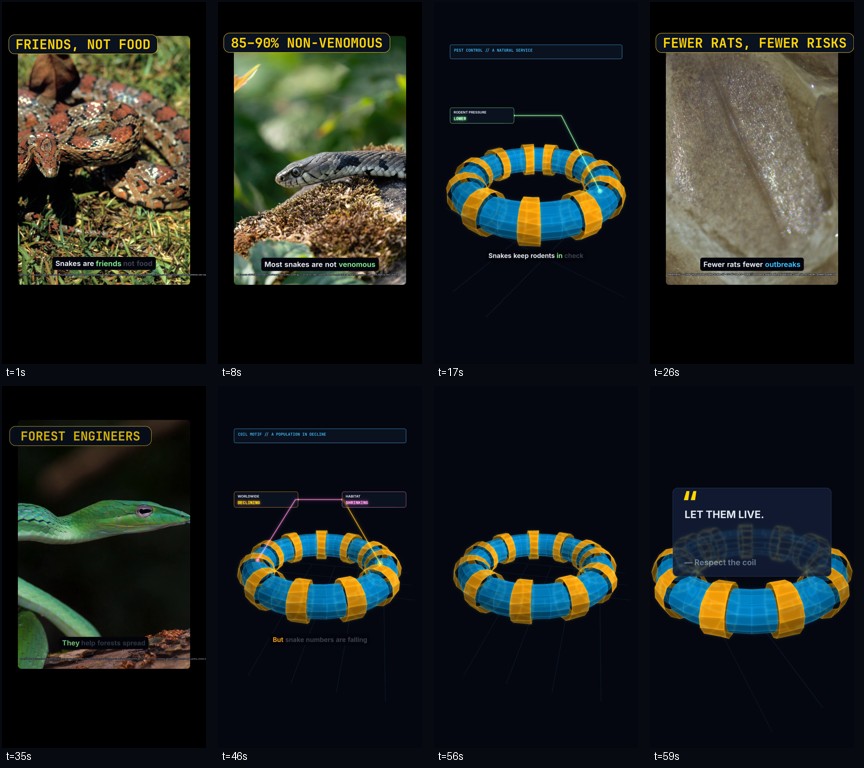 FRIENDS, NOT FOOD
Snakes are friends not food
t=1s
85-90% NON-VENOMOUS
Most snakes are not venomous
t=8s
PEST CONTROL // A NATURAL SERVICE
RODENT PRESSURE
LOWER
Snakes keep rodents in check
t=17s
FEWER RATS, FEWER RISKS
Fewer rats fewer outbreaks
t=26s
FOREST ENGINEERS
They help forests spread
t=35s
COIL MOTIF // A POPULATION IN DECLINE
WORLDWIDE
DECLINING
HABITAT
SHRINKING
But snake numbers are falling
t=46s
t=56s
"
LET THEM LIVE.
— Respect the coil
t=59s